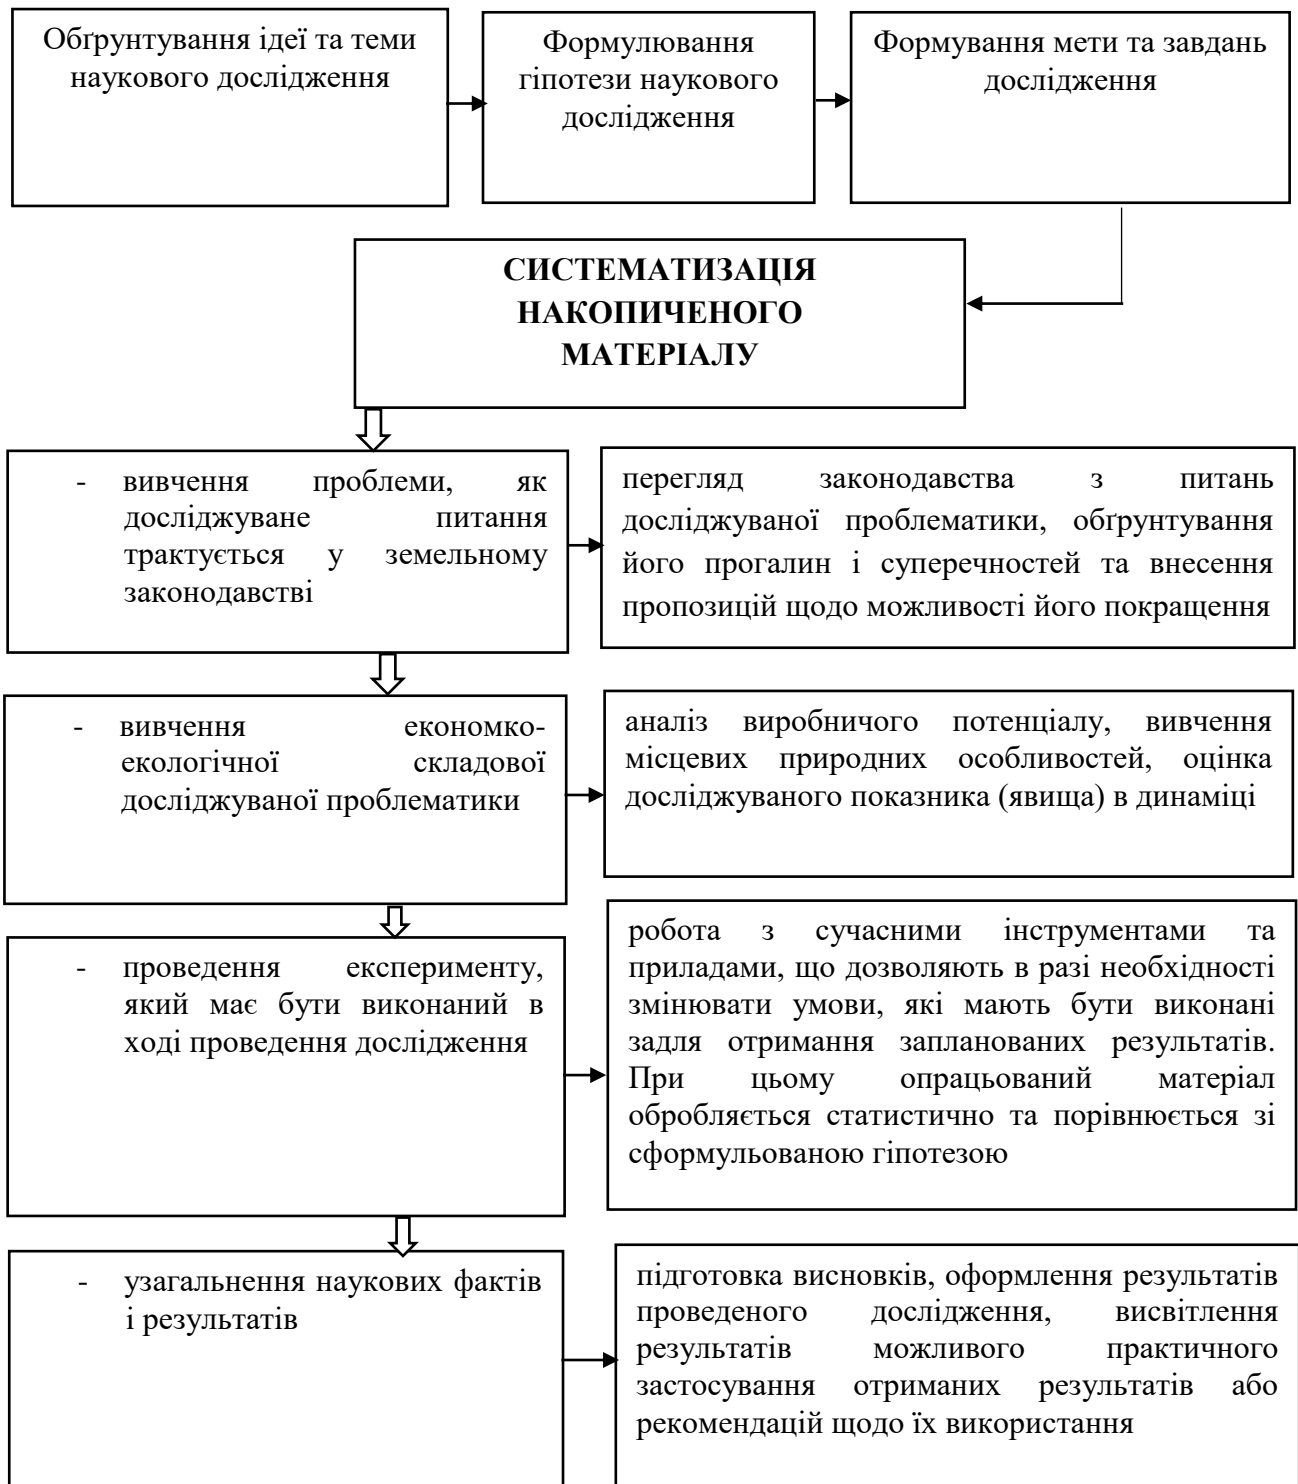 Обґрунтування ідеї та теми
наукового дослідження
Формулювання
гіпотези наукового
дослідження
Формування мети та завдань
дослідження
СИСТЕМАТИЗАЦІЯ
НАКОПИЧЕНОГО
МАТЕРІАЛУ
- вивчення проблеми, як
досліджуване питання
трактується у земельному
законодавстві
перегляд законодавства з питань
досліджуваної проблематики, обґрунтування
його прогалин і суперечностей та внесення
пропозицій щодо можливості його покращення
- вивчення економко-
екологічної складової
досліджуваної проблематики
аналіз виробничого потенціалу, вивчення
місцевих природних особливостей, оцінка
досліджуваного показника (явища) в динаміці
- проведення експерименту,
який має бути виконаний в
ході проведення дослідження
робота з сучасними інструментами та
приладами, що дозволяють в разі необхідності
змінювати умови, які мають бути виконані
задля отримання запланованих результатів.
При цьому опрацьований матеріал
обробляється статистично та порівнюється зі
сформульованою гіпотезою
- узагальнення наукових фактів
і результатів
підготовка висновків, оформлення результатів
проведеного дослідження, висвітлення
результатів можливого практичного
застосування отриманих результатів або
рекомендацій щодо їх використання